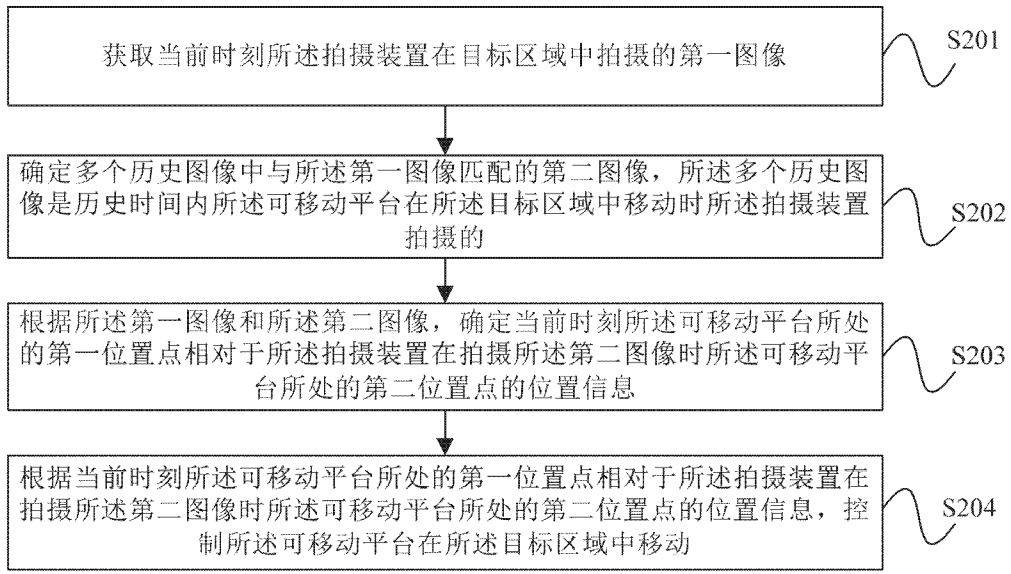 获取当前时刻所述拍摄装置在目标区域中拍摄的第一图像
S201
确定多个历史图像中与所述第一图像匹配的第二图像，所述多个历史图
像是历史时间内所述可移动平台在所述目标区域中移动时所述拍摄装置
拍摄的
S202
根据所述第一图像和所述第二图像，确定当前时刻所述可移动平台所处
的第一位置点相对于所述拍摄装置在拍摄所述第二图像时所述可移动平
台所处的第二位置点的位置信息
S203
根据当前时刻所述可移动平台所处的第一位置点相对于所述拍摄装置在
拍摄所述第二图像时所述可移动平台所处的第二位置点的位置信息，控
制所述可移动平台在所述目标区域中移动
S204